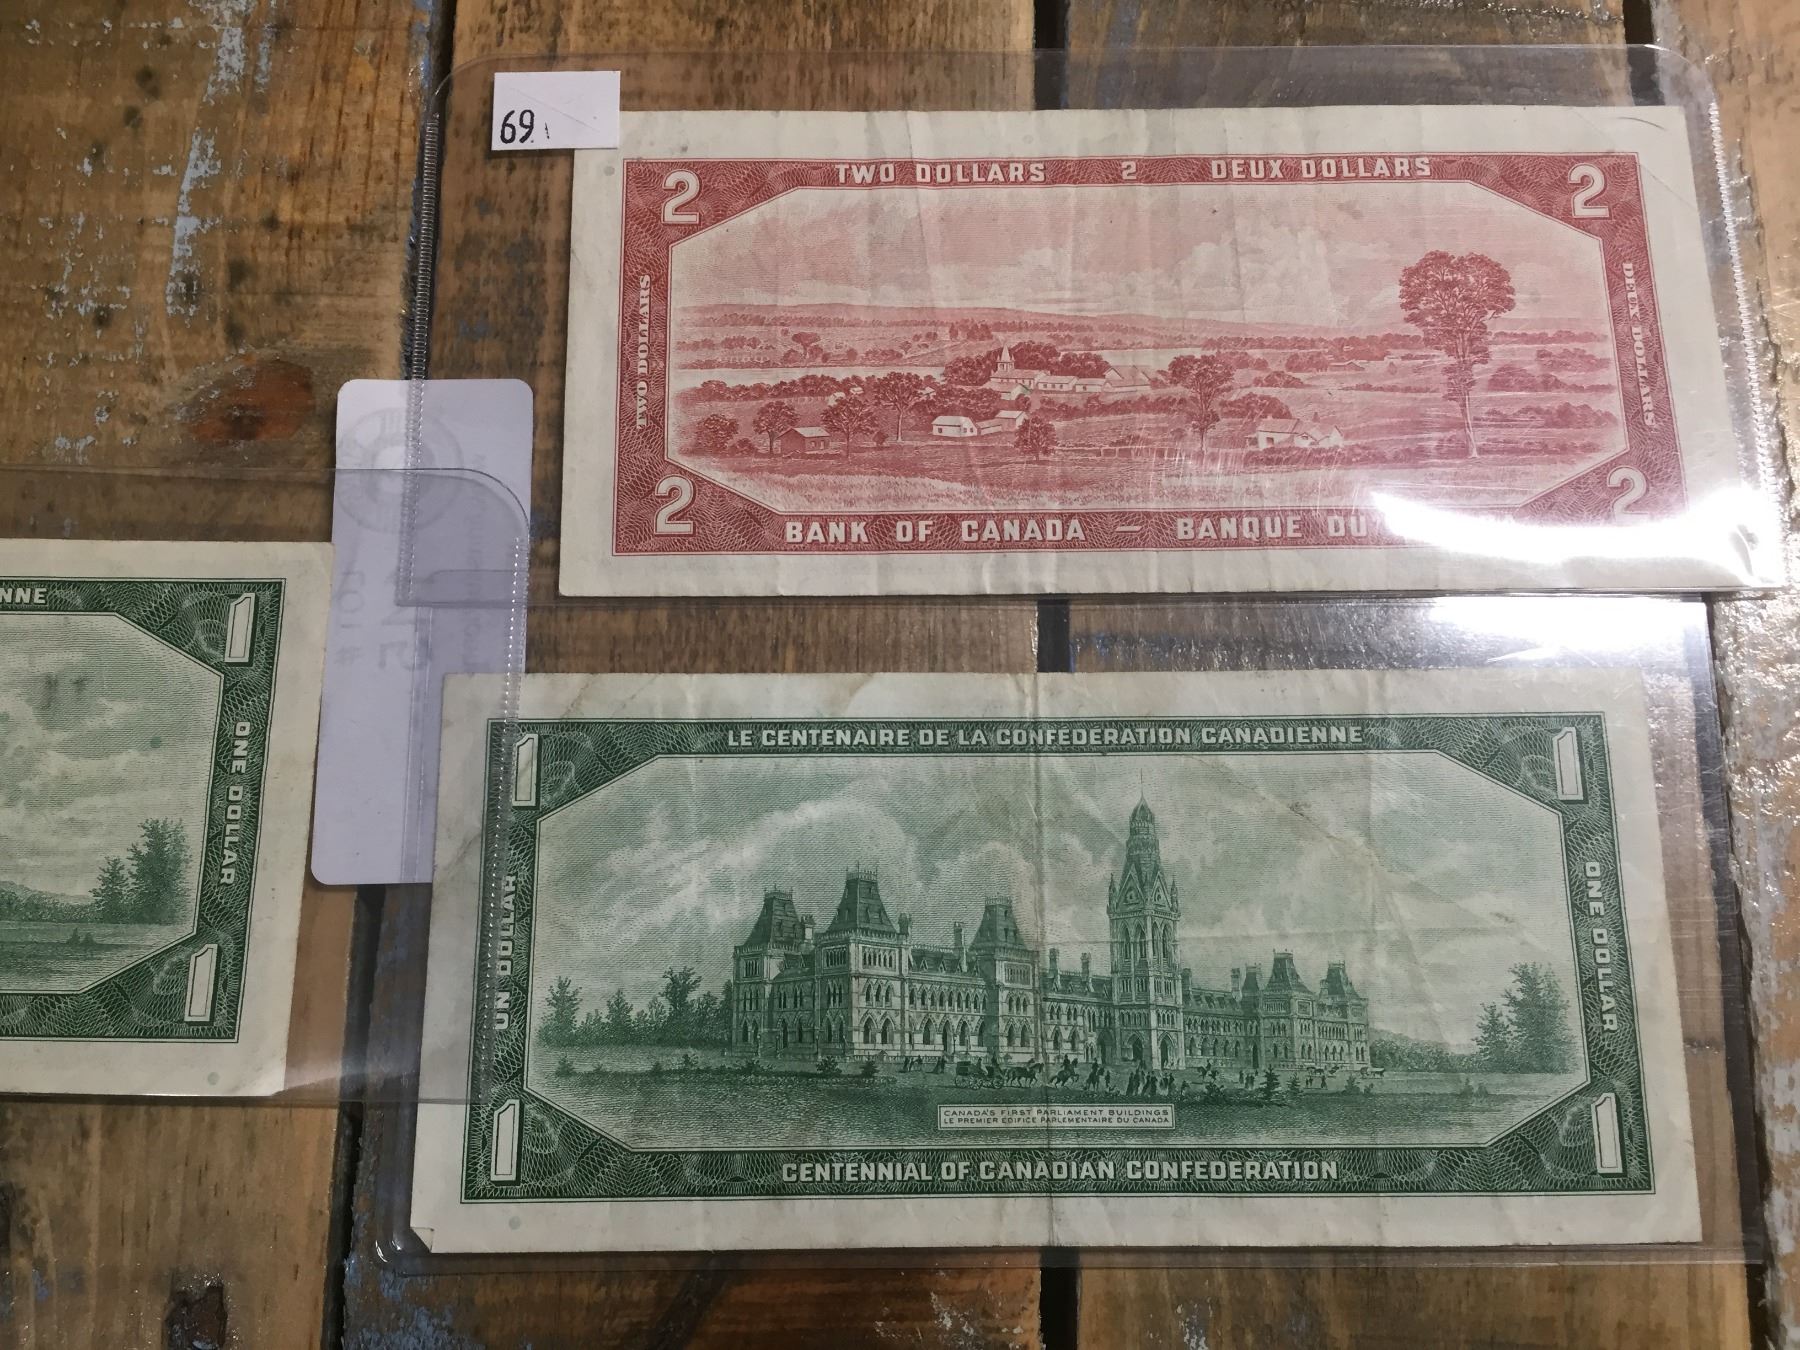 69.
TWO DOLLARS 2 DEUX DOLLARS
2 2
TWO DOLLARS
DEUX DOLLARS
2 2
BANK OF CANADA — BANQUE DU
NNE
1
ONE DOLLAR
1
LE CENTENAIRE DE LA CONFEDERATION CANADIENNE
1 1
UN DOLLAR
ONE DOLLAR
CANADA'S FIRST PARLIAMENT BUILDINGS
LE PREMIER EDIFICE PARLEMENTAIRE DU CANADA
1 1
CENTENNIAL OF CANADIAN CONFEDERATION